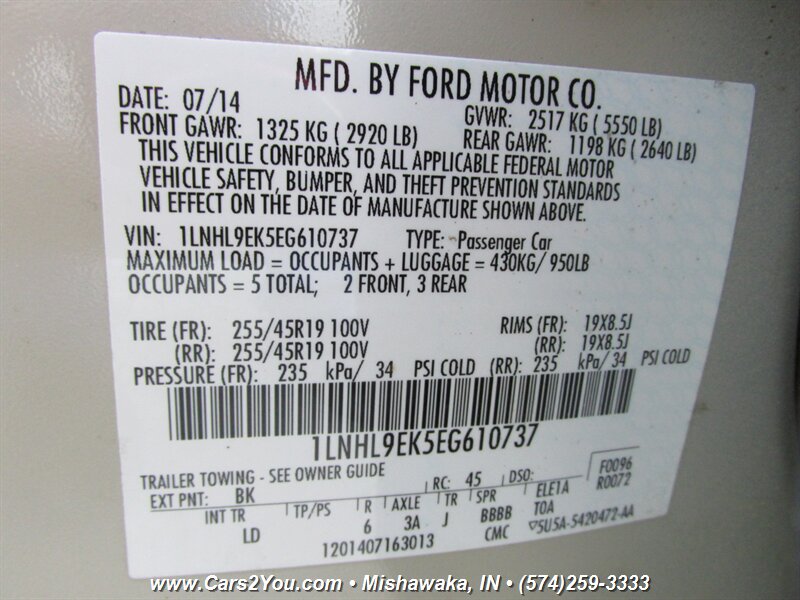 MFD. BY FORD MOTOR CO.
DATE: 07/14 GVWR: 2517 KG ( 5550 LB)
FRONT GAWR: 1325 KG ( 2920 LB) REAR GAWR: 1198 KG ( 2640 LB)
THIS VEHICLE CONFORMS TO ALL APPLICABLE FEDERAL MOTOR
VEHICLE SAFETY, BUMPER, AND THEFT PREVENTION STANDARDS
IN EFFECT ON THE DATE OF MANUFACTURE SHOWN ABOVE.
VIN: 1LNHL9EK5EG610737 TYPE: Passenger Car
MAXIMUM LOAD = OCCUPANTS + LUGGAGE = 430KG/ 950LB
OCCUPANTS = 5 TOTAL; 2 FRONT, 3 REAR
TIRE (FR): 255/45R19 100V RIMS (FR): 19X8.5J
(RR): 255/45R19 100V (RR): 19X8.5J
PRESSURE (FR): 235 kPa/ 34 PSI COLD (RR): 235 kPa/ 34 PSI COLD
1LNHL9EK5EG610737
TRAILER TOWING - SEE OWNER GUIDE
EXT PNT: BK RC: 45 DSO: F0096
R0072
INT TR TP/PS R AXLE TR SPR ELE1A
LD 6 3A J BBBB TOA
1201407163013 CMC ▽5U5A-5420472-AA
www.Cars2You.com • Mishawaka, IN • (574)259-3333